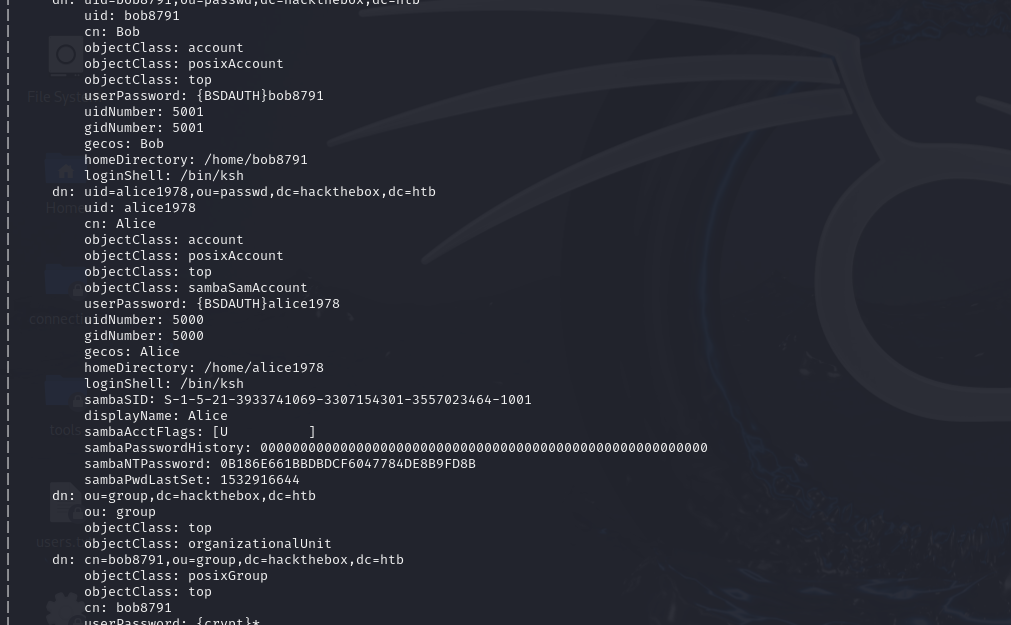 |     dn: uid=bob8791,ou=passwd,dc=hackthebox,dc=htb
|         uid: bob8791
|         cn: Bob
|         objectClass: account
|         objectClass: posixAccount
|         objectClass: top
|         userPassword: {BSDAUTH}bob8791
|         uidNumber: 5001
|         gidNumber: 5001
|         gecos: Bob
|         homeDirectory: /home/bob8791
|         loginShell: /bin/ksh
|     dn: uid=alice1978,ou=passwd,dc=hackthebox,dc=htb
|         uid: alice1978
|         cn: Alice
|         objectClass: account
|         objectClass: posixAccount
|         objectClass: top
|         objectClass: sambaSamAccount
|         userPassword: {BSDAUTH}alice1978
|         uidNumber: 5000
|         gidNumber: 5000
|         gecos: Alice
|         homeDirectory: /home/alice1978
|         loginShell: /bin/ksh
|         sambaSID: S-1-5-21-3933741069-3307154301-3557023464-1001
|         displayName: Alice
|         sambaAcctFlags: [U          ]
|         sambaPasswordHistory: 00000000000000000000000000000000000000000000000000000000
|         sambaNTPassword: 0B186E661BBDBDCF6047784DE8B9FD8B
|         sambaPwdLastSet: 1532916644
|     dn: ou=group,dc=hackthebox,dc=htb
|         ou: group
|         objectClass: top
|         objectClass: organizationalUnit
|     dn: cn=bob8791,ou=group,dc=hackthebox,dc=htb
|         objectClass: posixGroup
|         objectClass: top
|         cn: bob8791
|         userPassword: {crypt}*
File Sys
Home
connect
tools